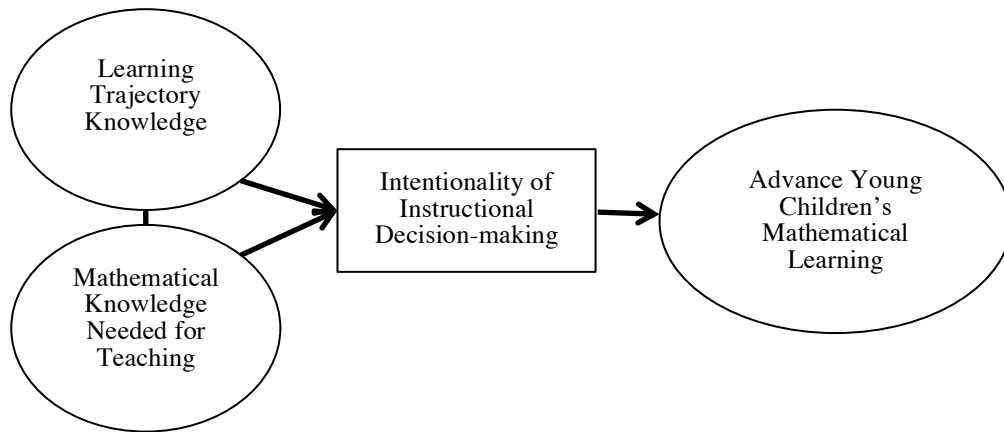 Learning
Trajectory
Knowledge
Mathematical
Knowledge
Needed for
Teaching
Intentionality of
Instructional
Decision-making
Advance Young
Children’s
Mathematical
Learning